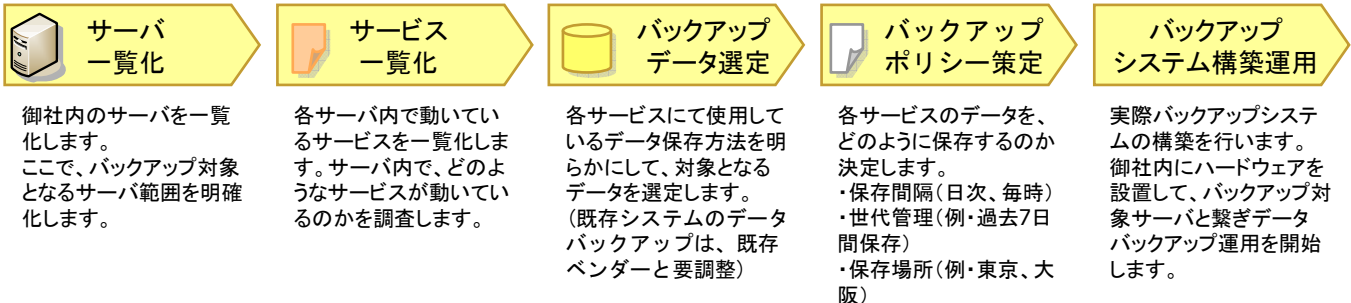 サーバ
一覧化
御社内のサーバを一覧
化します。
ここで、バックアップ対象
となるサーバ範囲を明確
化します。
サービス
一覧化
各サーバ内で動いてい
るサービスを一覧化しま
す。サーバ内で、どのよ
うなサービスが動いてい
るのかを調査します。
バックアップ
データ選定
各サービスにて使用して
いるデータ保存方法を明
らかにして、対象となる
データを選定します。
(既存システムのデータ
バックアップは、既存
ベンダーと要調整)
バックアップ
ポリシー策定
各サービスのデータを、
どのように保存するのか
決定します。
・保存間隔(日次、毎時)
・世代管理(例・過去7日
間保存)
・保存場所(例・東京、大
阪)
バックアップ
システム構築運用
実際バックアップシステ
ムの構築を行います。
御社内にハードウェアを
設置して、バックアップ対
象サーバと繋ぎデータ
バックアップ運用を開始
します。